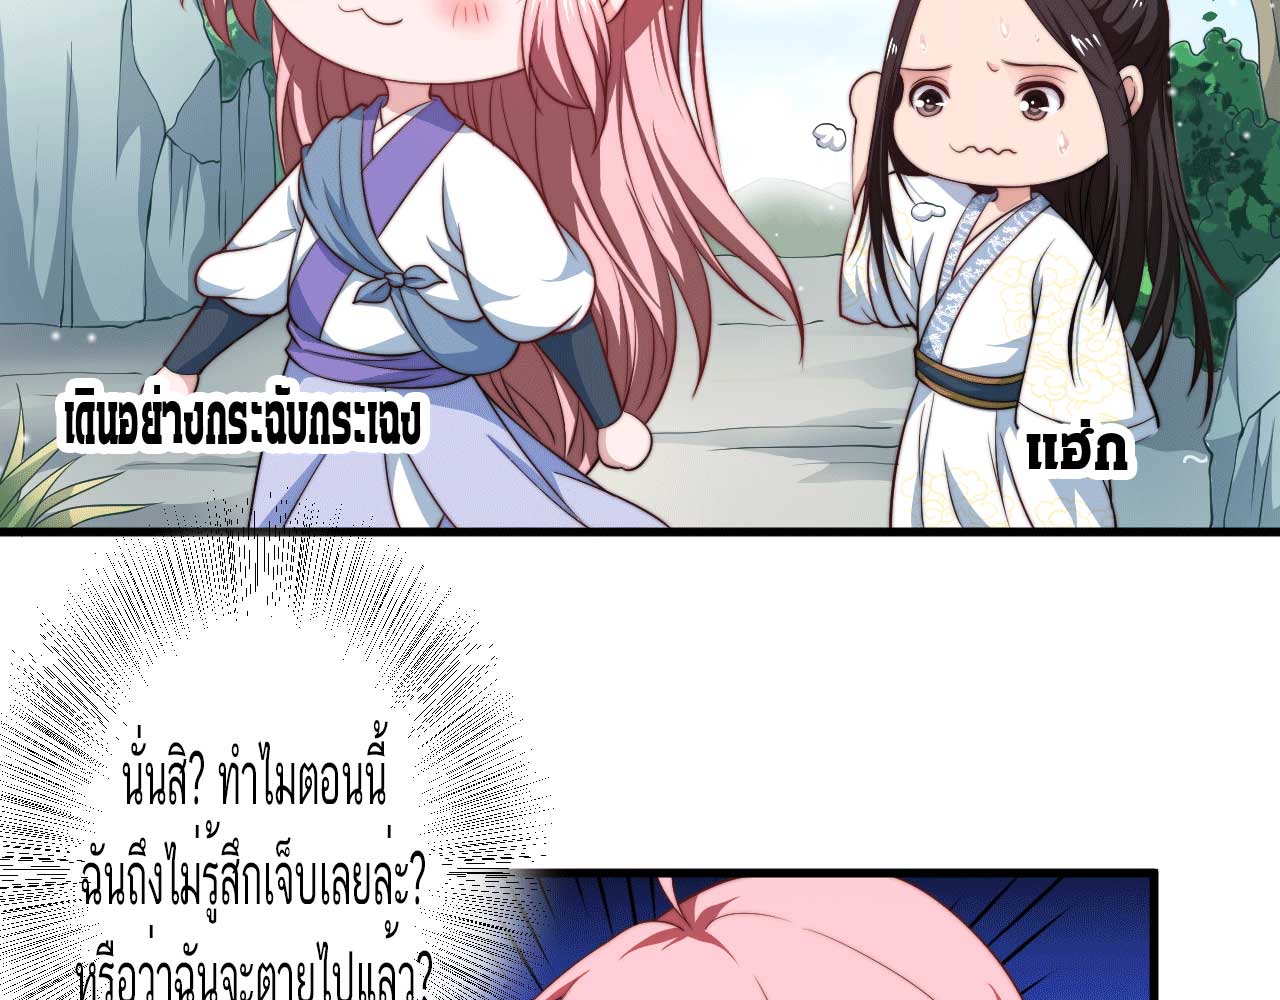 เดินอย่างกระฉับกระเฉง
แฮ่ก
~
นั่นสิ? ทำไมตอนนี้
ฉันถึงไม่รู้สึกเจ็บเลยล่ะ?
หรือว่าฉันจะตายไปแล้ว?